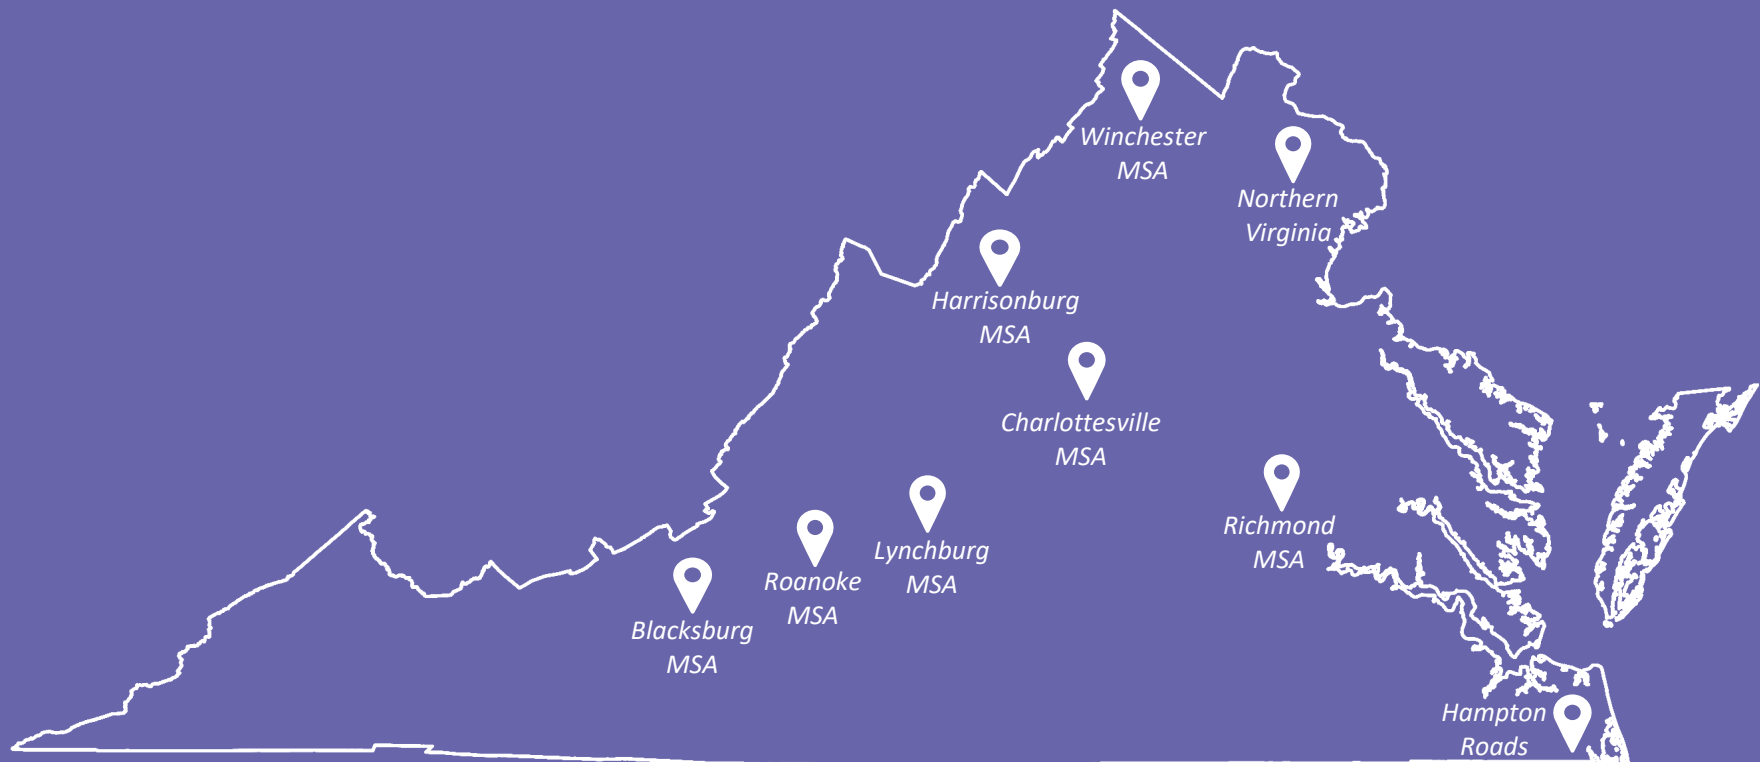 Winchester
MSA
Northern
Virginia
Harrisonburg
MSA
Charlottesville
MSA
Richmond
MSA
Lynchburg
MSA
Roanoke
MSA
Blacksburg
MSA
Hampton
Roads